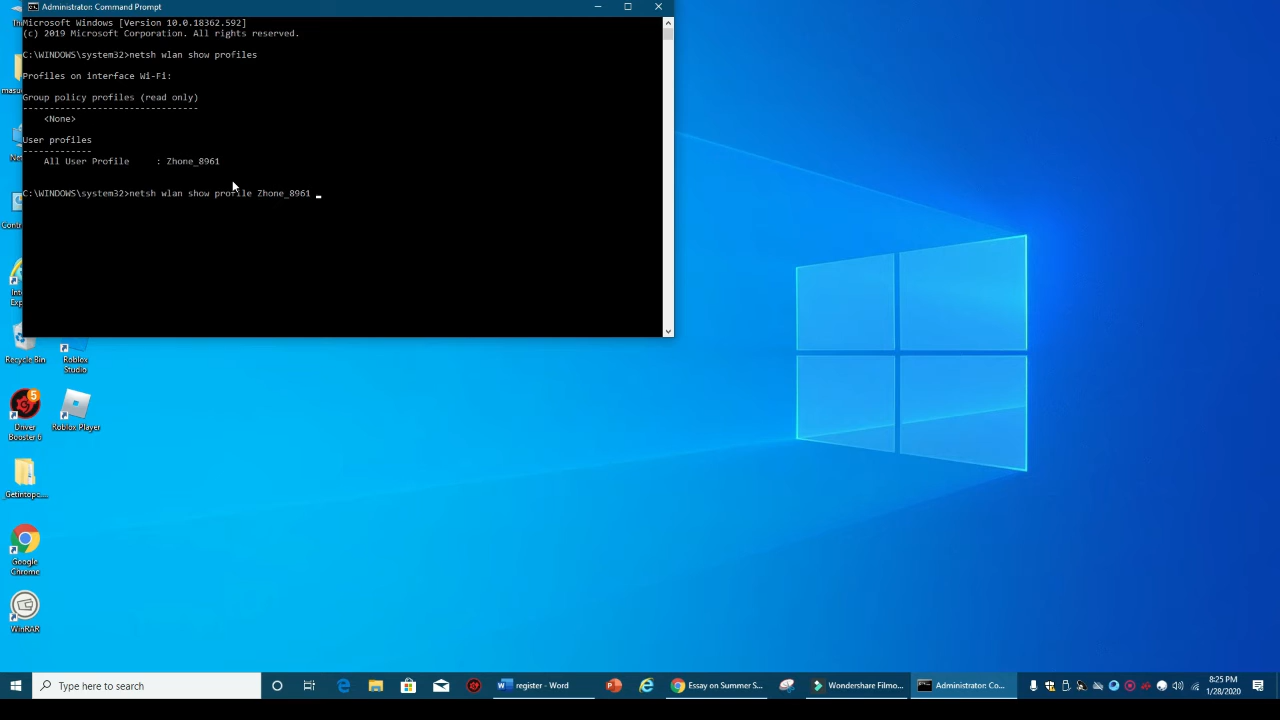 Administrator: Command Prompt
Microsoft Windows [Version 10.0.18362.592]
(c) 2019 Microsoft Corporation. All rights reserved.
C:\WINDOWS\system32>netsh wlan show profiles
Profiles on interface Wi-Fi:
Group policy profiles (read only)
---------------------------------
<None>
User profiles
-------------
All User Profile     : Zhone_8961
C:\WINDOWS\system32>netsh wlan show profile Zhone_8961
Recycle Bin
Roblox
Studio
5
Driver
Booster 6
Roblox Player
Google
Chrome
WinRAR
Type here to search
register - Word
Essay on Summer S...
Wondershare Filmo...
Administrator: Co...
8:25 PM
1/28/2020